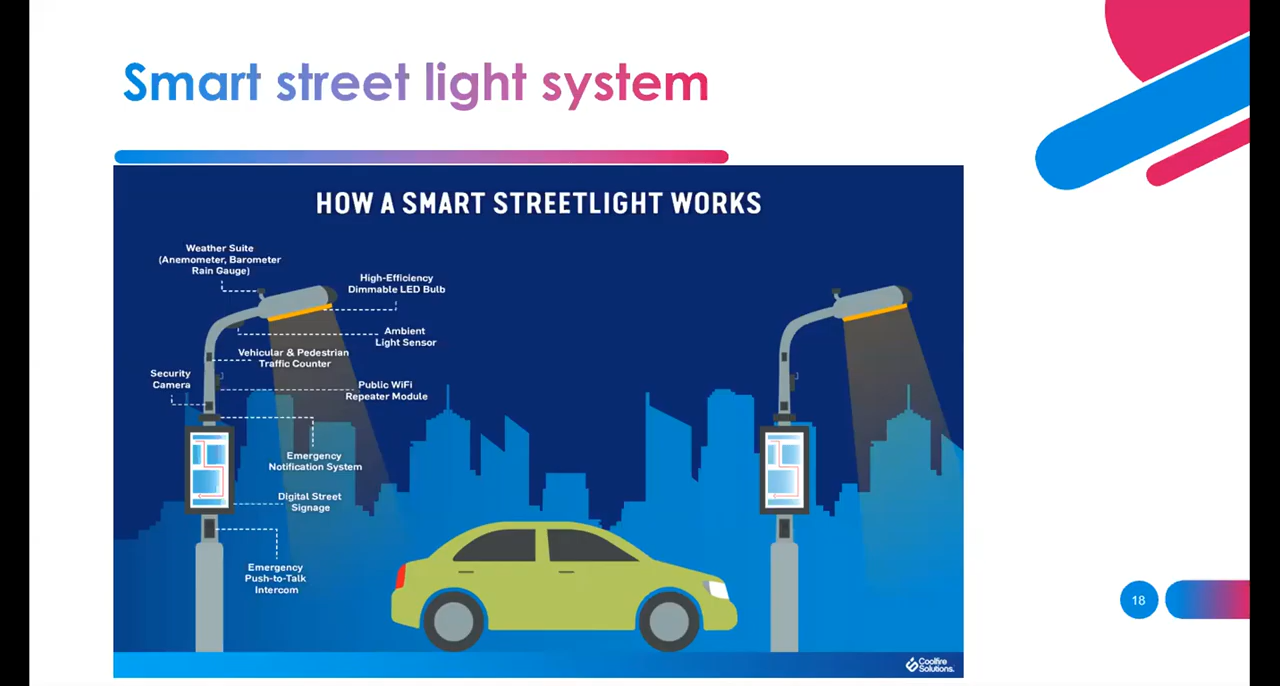 Smart street light system
HOW A SMART STREETLIGHT WORKS
Weather Suite
(Anemometer, Barometer
Rain Gauge)
High-Efficiency
Dimmable LED Bulb
Ambient
Light Sensor
Vehicular & Pedestrian
Traffic Counter
Security
Camera
Public WiFi
Repeater Module
Emergency
Notification System
Digital Street
Signage
Emergency
Push-to-Talk
Intercom
18
Coolfire
Solutions.